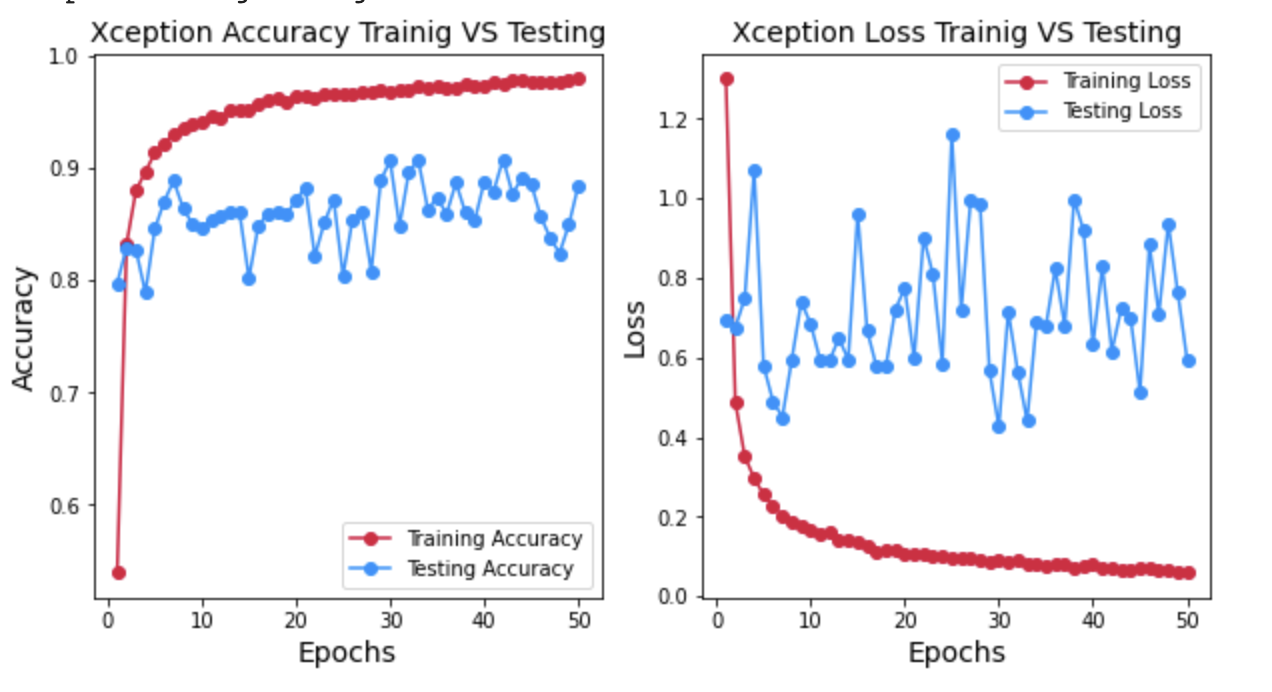 Xception Accuracy Trainig VS Testing
1.0
0.9
0.8
0.7
0.6
Accuracy
Training Accuracy
Testing Accuracy
0 10 20 30 40 50
Epochs
Xception Loss Trainig VS Testing
Training Loss
Testing Loss
1.2
1.0
0.8
0.6
0.4
0.2
0.0
Loss
0 10 20 30 40 50
Epochs